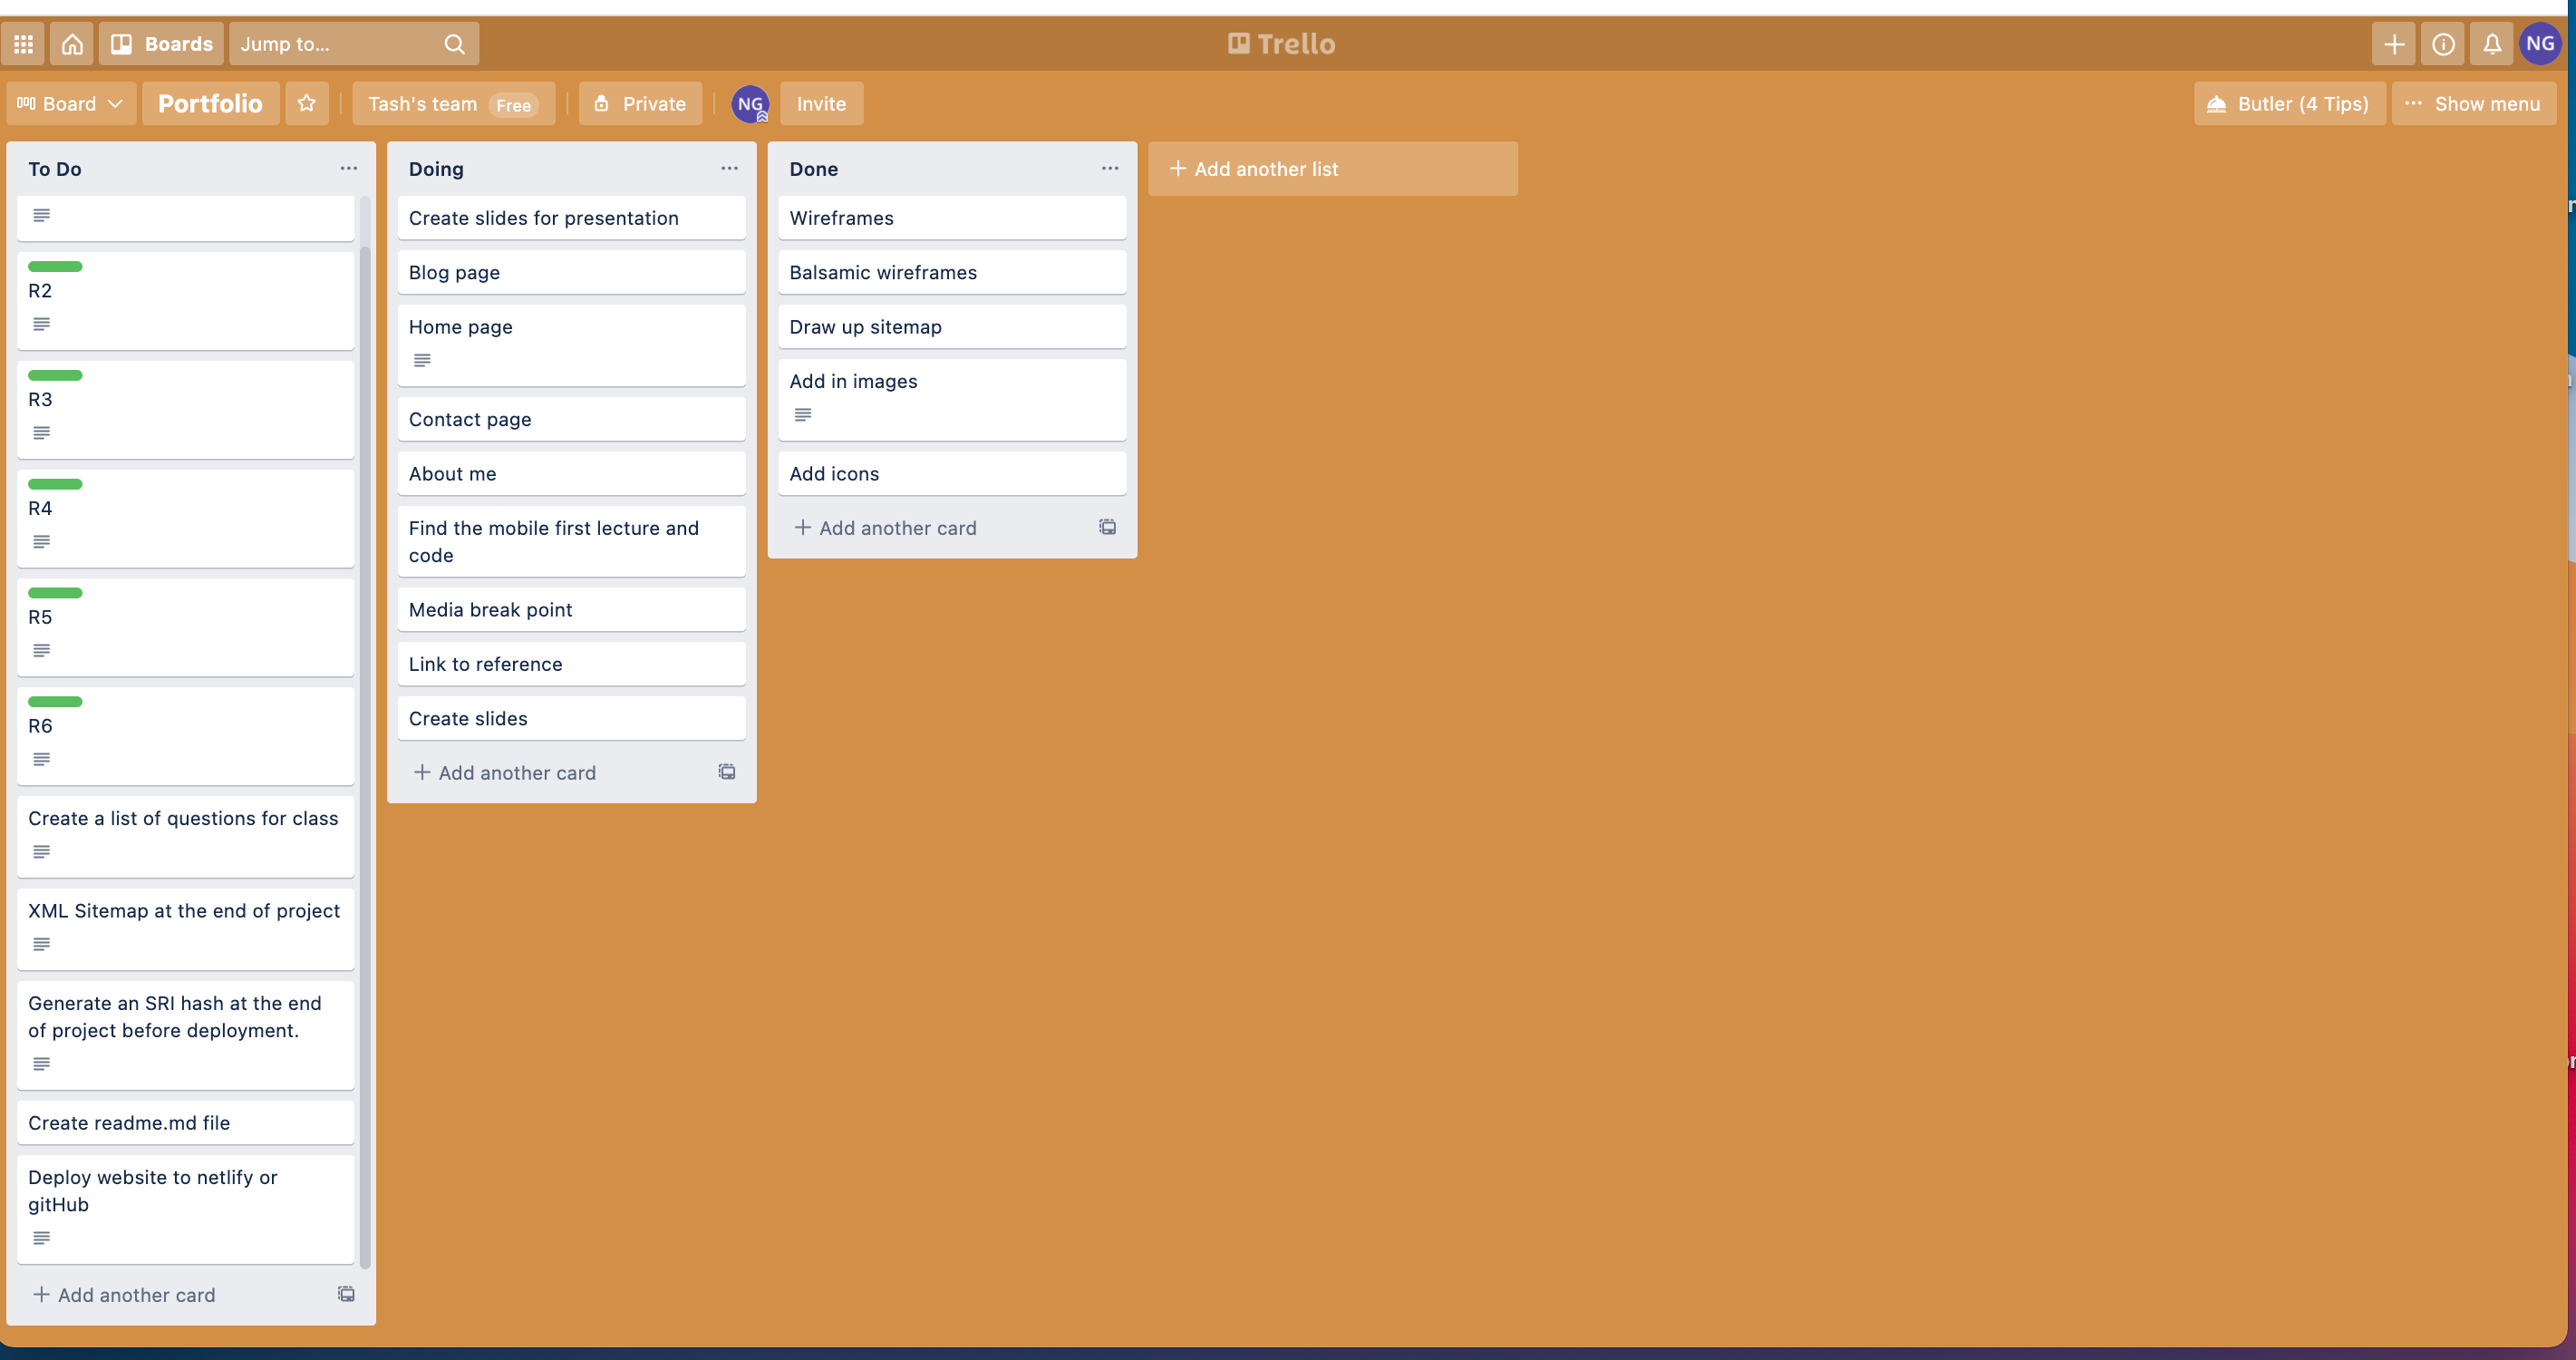 Boards
Jump to...
Trello
NG
Board
Portfolio
Tash's team Free
Private
NG
Invite
Butler (4 Tips)
... Show menu
To Do
R2
R3
R4
R5
R6
Create a list of questions for class
XML Sitemap at the end of project
Generate an SRI hash at the end
of project before deployment.
Create readme.md file
Deploy website to netlify or
gitHub
+ Add another card
Doing
Create slides for presentation
Blog page
Home page
Contact page
About me
Find the mobile first lecture and
code
Media break point
Link to reference
Create slides
+ Add another card
Done
Wireframes
Balsamic wireframes
Draw up sitemap
Add in images
Add icons
+ Add another card
+ Add another list